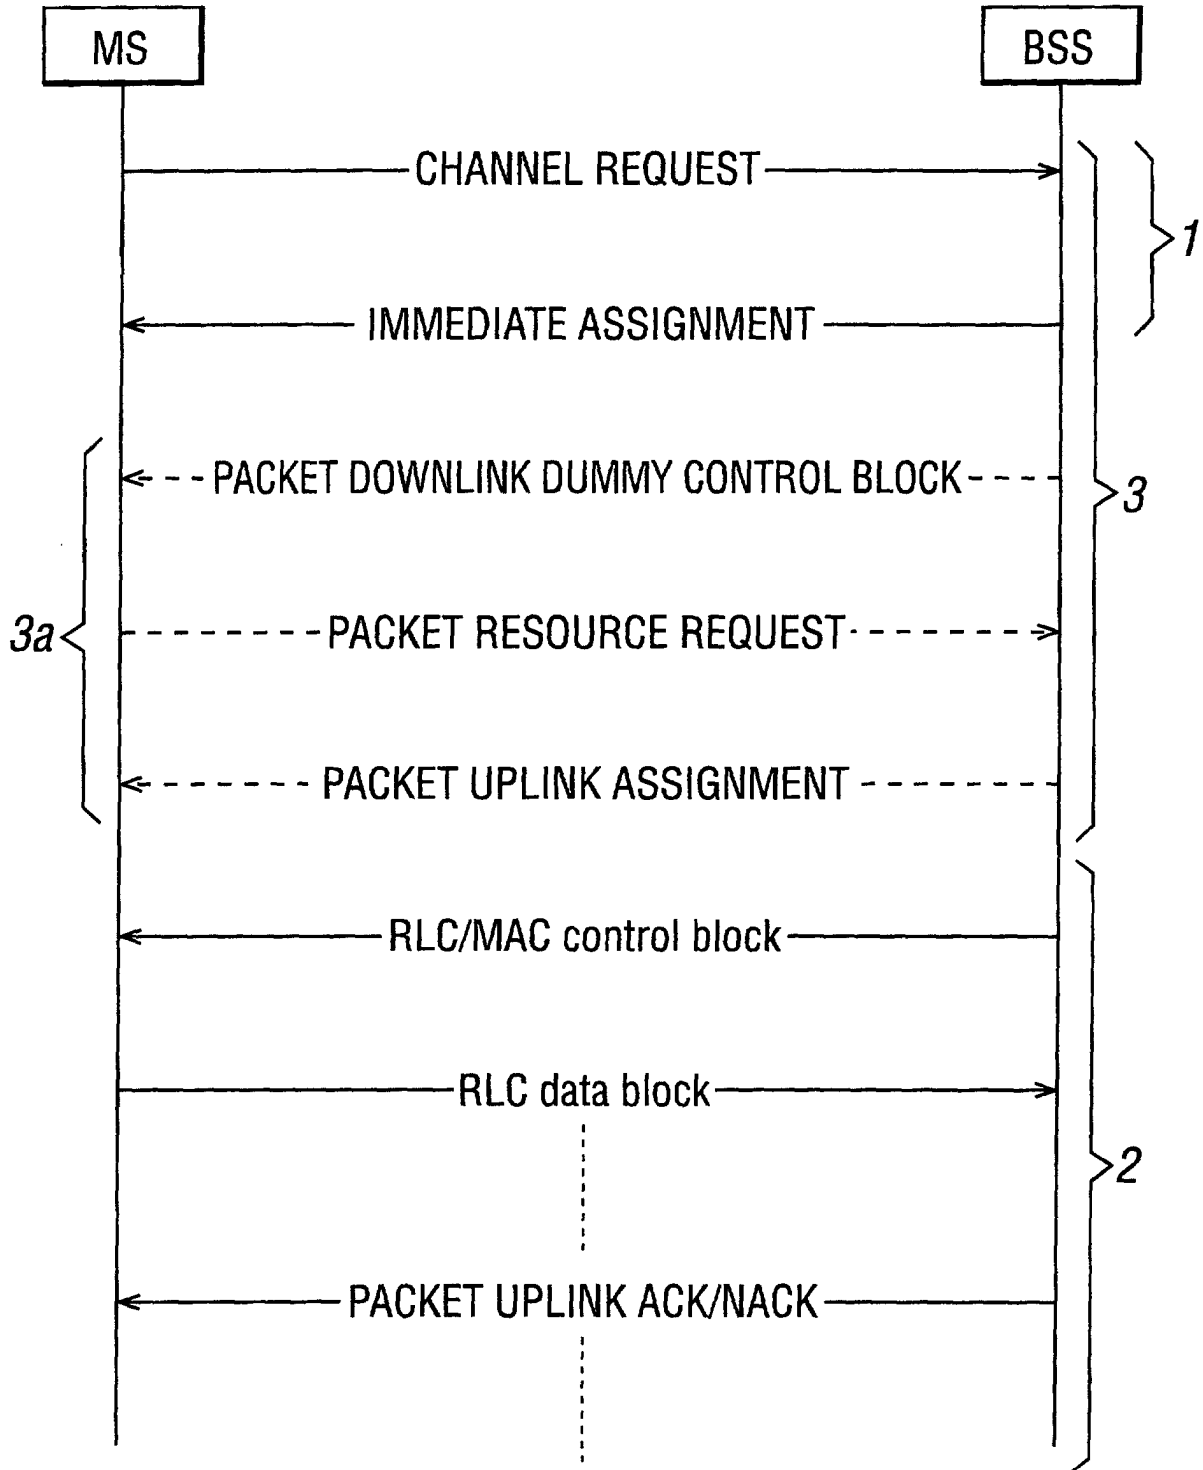 MS
BSS
CHANNEL REQUEST
1
IMMEDIATE ASSIGNMENT
PACKET DOWNLINK DUMMY CONTROL BLOCK
3
3a
PACKET RESOURCE REQUEST
PACKET UPLINK ASSIGNMENT
RLC/MAC control block
RLC data block
2
PACKET UPLINK ACK/NACK